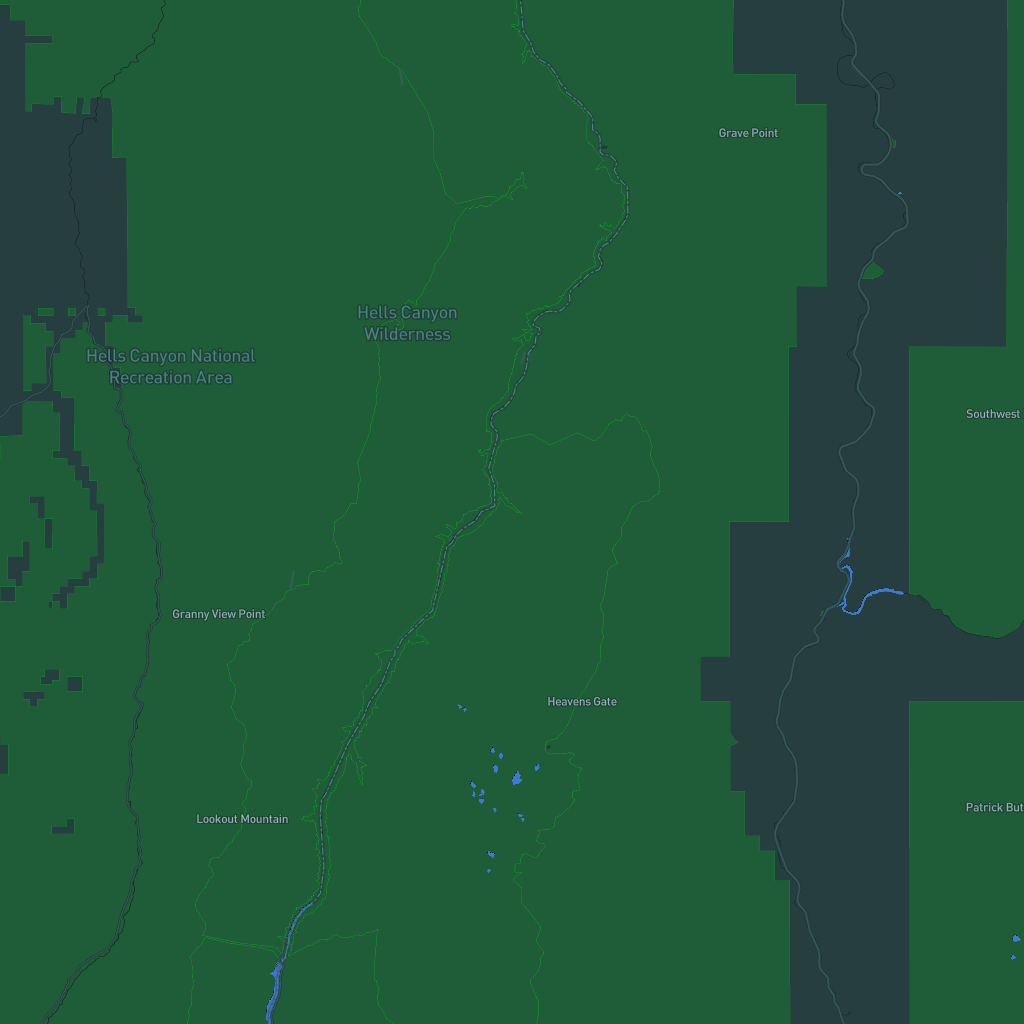 Grave Point
Hells Canyon
Wilderness
Hells Canyon National
Recreation Area
Southwest
Granny View Point
Heavens Gate
Patrick But
Lookout Mountain